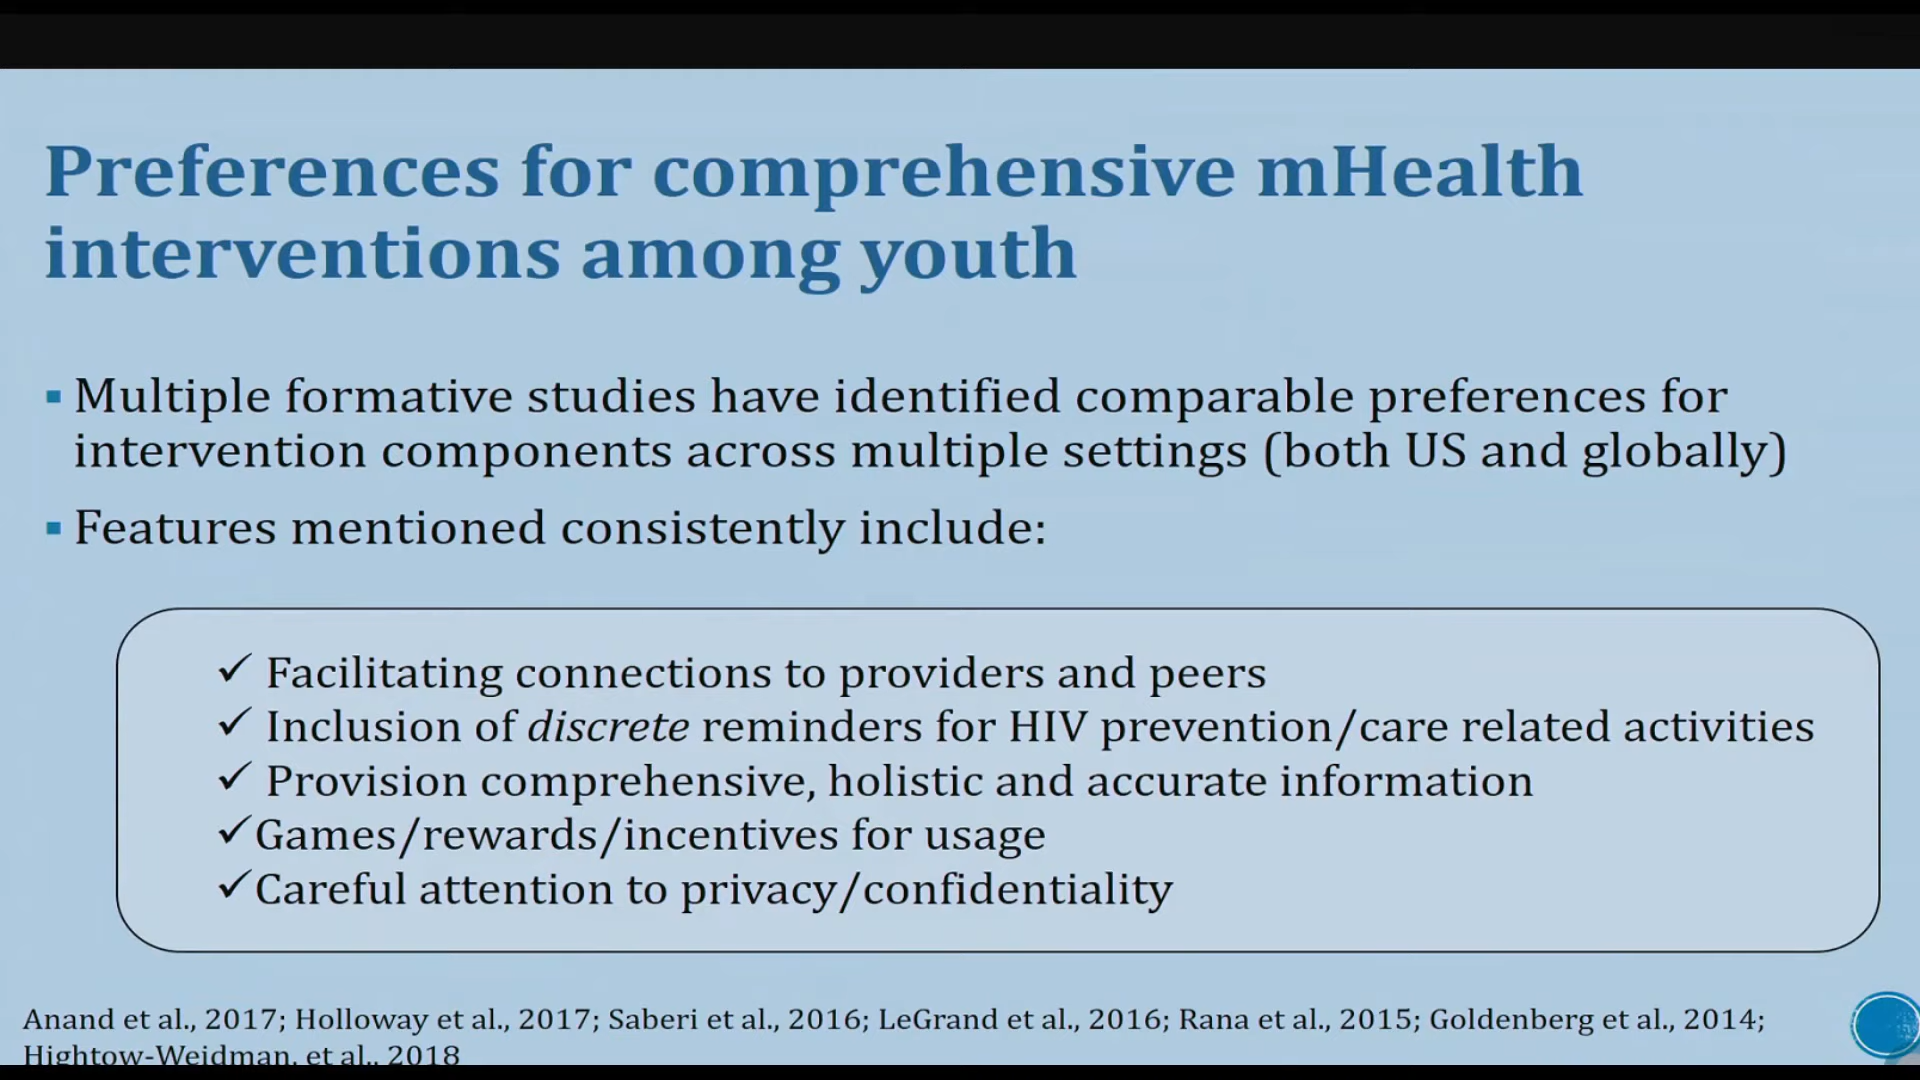 Preferences for comprehensive mHealth
interventions among youth
▪ Multiple formative studies have identified comparable preferences for
intervention components across multiple settings (both US and globally)
▪ Features mentioned consistently include:
✓ Facilitating connections to providers and peers
✓ Inclusion of discrete reminders for HIV prevention/care related activities
✓ Provision comprehensive, holistic and accurate information
✓Games/rewards/incentives for usage
✓Careful attention to privacy/confidentiality
Anand et al., 2017; Holloway et al., 2017; Saberi et al., 2016; LeGrand et al., 2016; Rana et al., 2015; Goldenberg et al., 2014;
Hightow-Weidman, et al., 2018